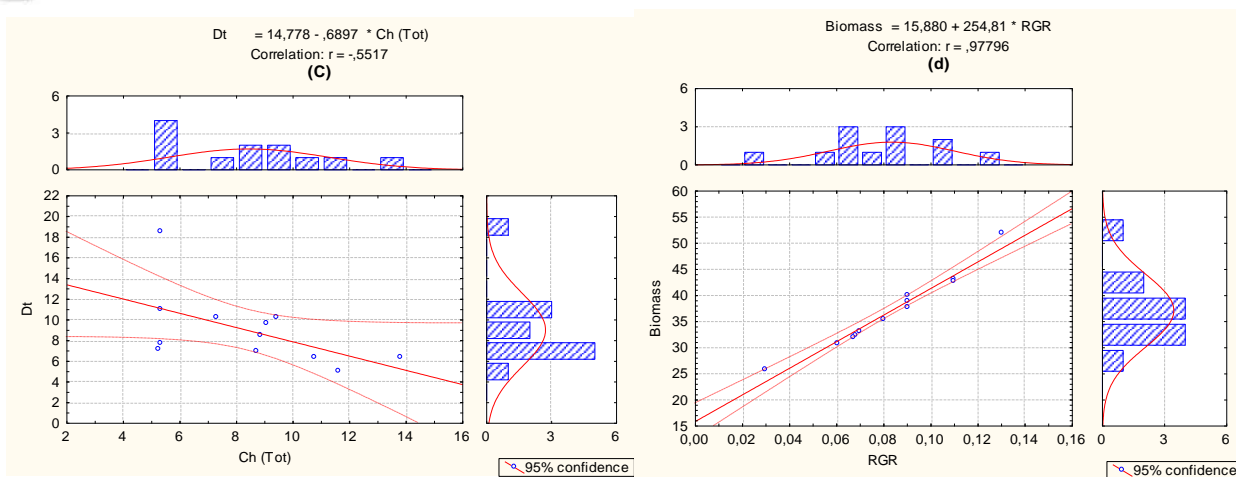 Dt = 14,778 - ,6897 * Ch (Tot)
Correlation: r = -,5517
(C)
6
3
0
22
20
18
16
14
12
10
8
6
4
2
0
Dt
2 4 6 8 10 12 14 16
Ch (Tot)
0 3 6
95% confidence
Biomass = 15,880 + 254,81 * RGR
Correlation: r = ,97796
(d)
6
3
0
60
55
50
45
40
35
30
25
20
15
Biomass
0,00 0,02 0,04 0,06 0,08 0,10 0,12 0,14 0,16
RGR
0 3 6
95% confidence